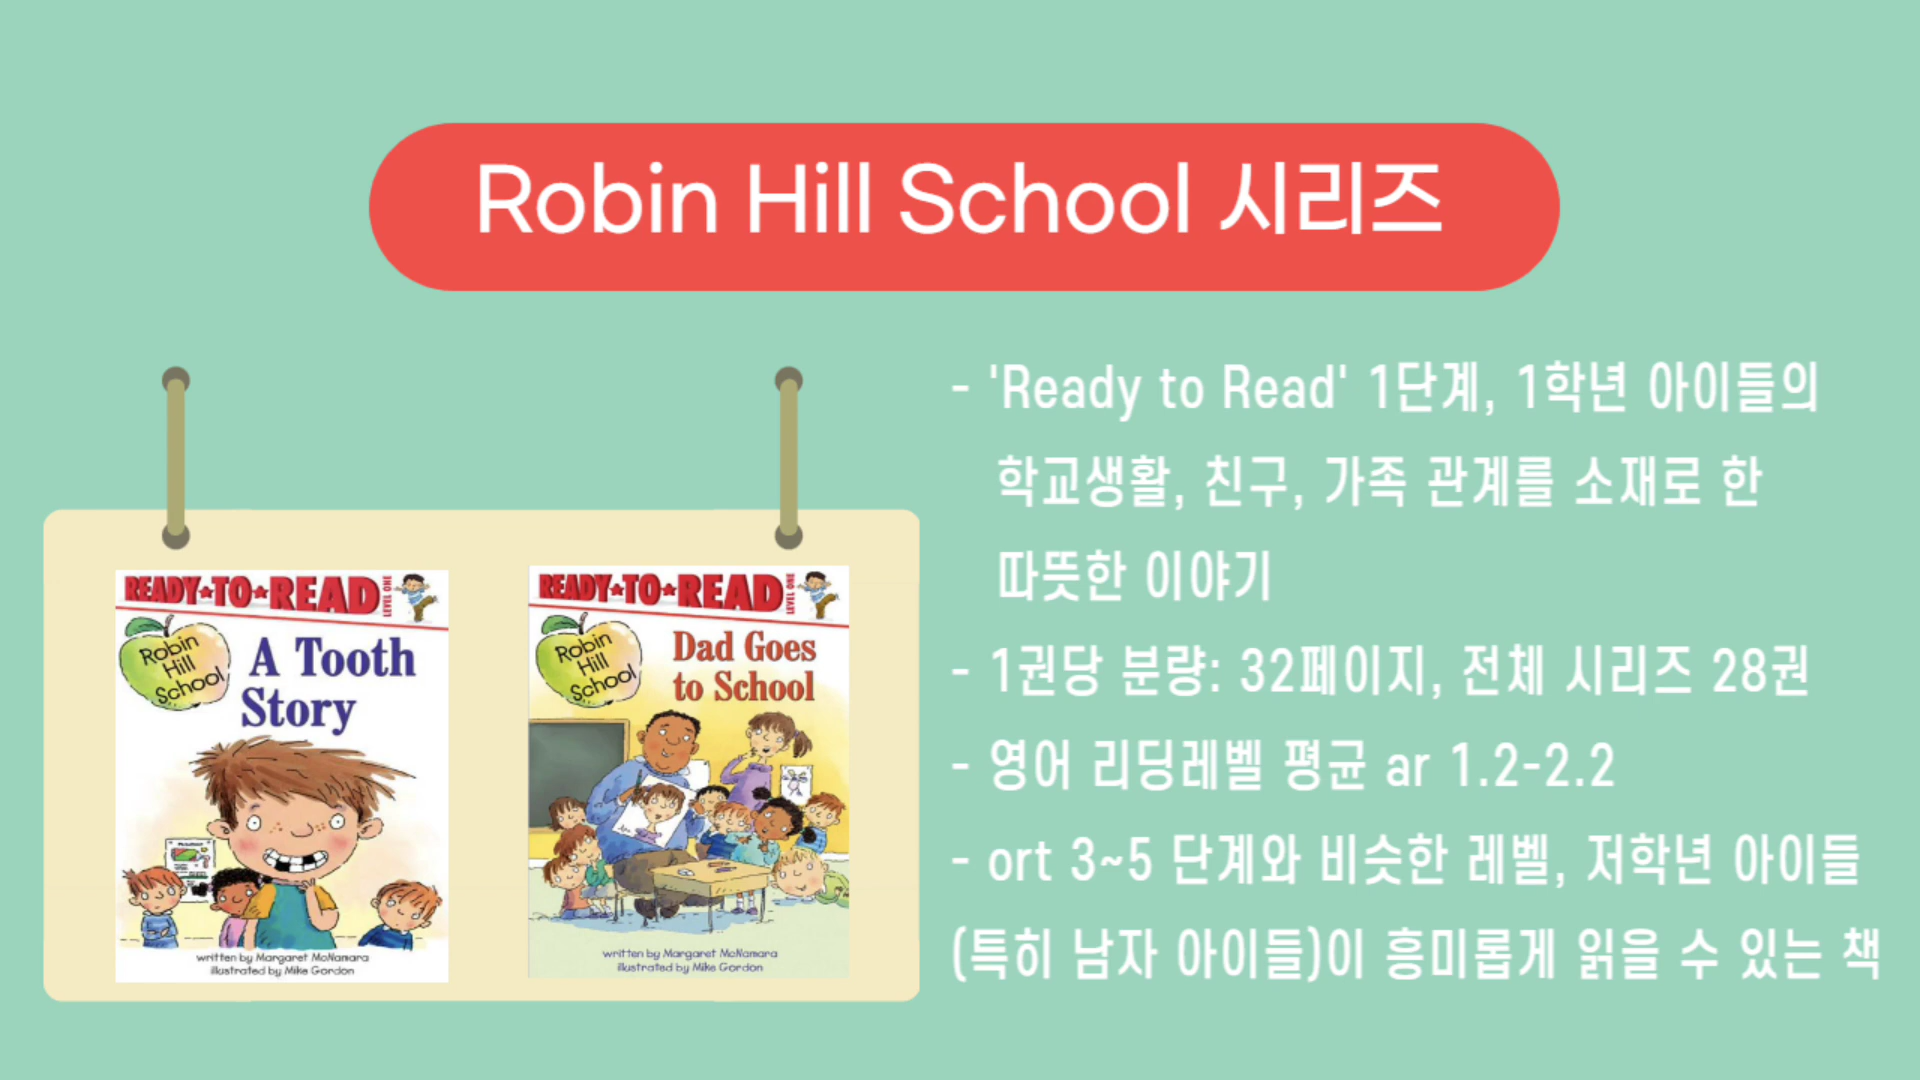 Robin Hill School 시리즈
- 'Ready to Read' 1단계, 1학년 아이들의
학교생활, 친구, 가족 관계를 소재로 한
따뜻한 이야기
- 1권당 분량: 32페이지, 전체 시리즈 28권
- 영어 리딩레벨 평균 ar 1.2-2.2
- ort 3~5 단계와 비슷한 레벨, 저학년 아이들
(특히 남자 아이들)이 흥미롭게 읽을 수 있는 책
READY★TO★READ
LEVEL ONE
Robin
Hill
School
A Tooth
Story
written by Margaret McNamara
illustrated by Mike Gordon
READY★TO★READ
LEVEL ONE
Robin
Hill
School
Dad Goes
to School
written by Margaret McNamara
illustrated by Mike Gordon